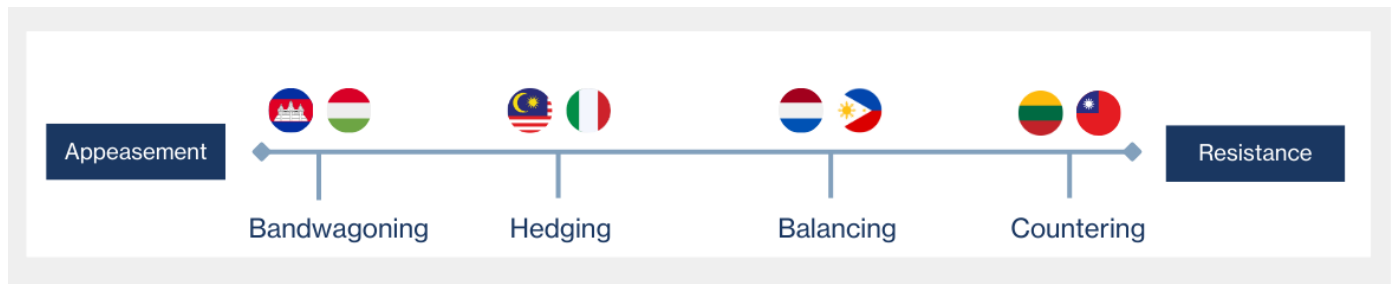 Appeasement
Resistance
Bandwagoning
Hedging
Balancing
Countering